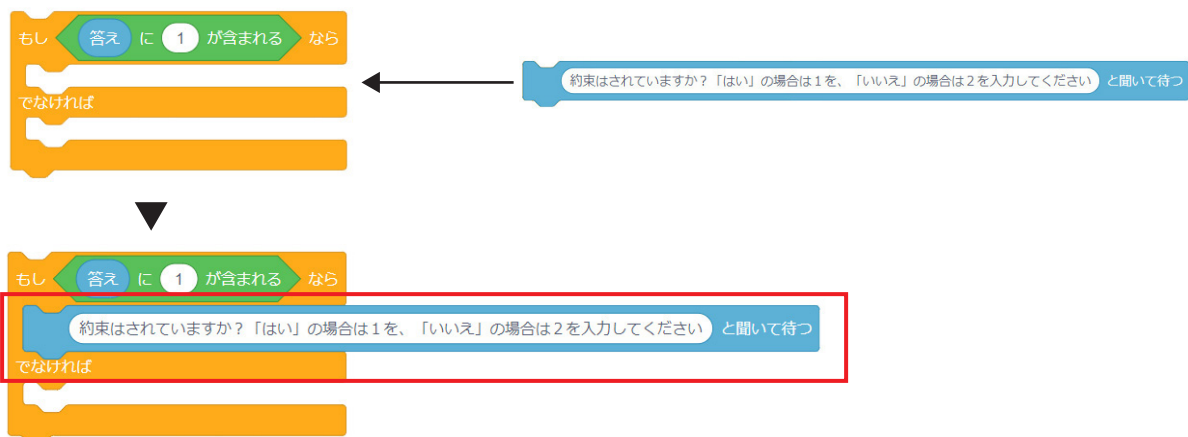 もし 答え に 1 が含まれる なら
約束はされていますか？「はい」の場合は１を、「いいえ」の場合は２を入力してください と聞いて待つ
でなければ
もし 答え に 1 が含まれる なら
約束はされていますか？「はい」の場合は１を、「いいえ」の場合は２を入力してください と聞いて待つ
でなければ